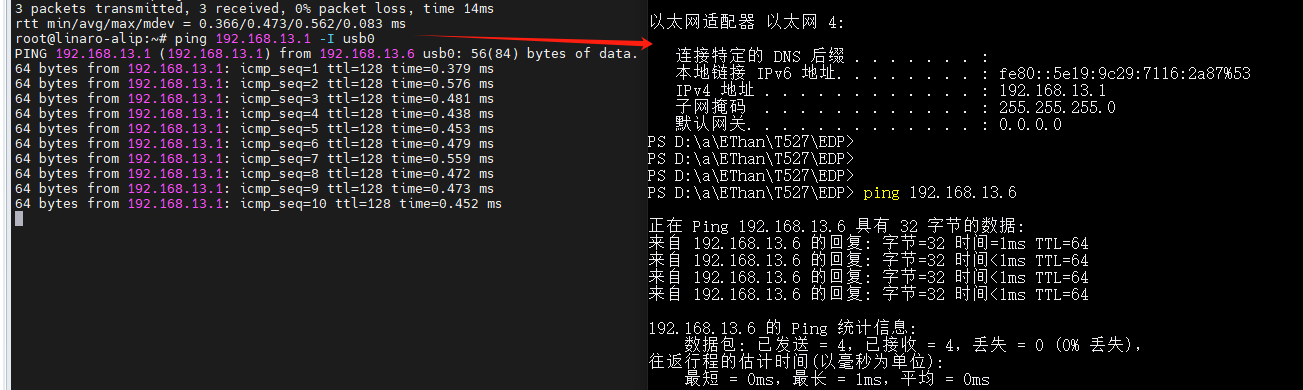 3 packets transmitted, 3 received, 0% packet loss, time 14ms
rtt min/avg/max/mdev = 0.366/0.473/0.562/0.083 ms
root@linaro-alip:~# ping 192.168.13.1 -I usb0
PING 192.168.13.1 (192.168.13.1) from 192.168.13.6 usb0: 56(84) bytes of data.
64 bytes from 192.168.13.1: icmp_seq=1 ttl=128 time=0.379 ms
64 bytes from 192.168.13.1: icmp_seq=2 ttl=128 time=0.576 ms
64 bytes from 192.168.13.1: icmp_seq=3 ttl=128 time=0.481 ms
64 bytes from 192.168.13.1: icmp_seq=4 ttl=128 time=0.438 ms
64 bytes from 192.168.13.1: icmp_seq=5 ttl=128 time=0.453 ms
64 bytes from 192.168.13.1: icmp_seq=6 ttl=128 time=0.479 ms
64 bytes from 192.168.13.1: icmp_seq=7 ttl=128 time=0.559 ms
64 bytes from 192.168.13.1: icmp_seq=8 ttl=128 time=0.472 ms
64 bytes from 192.168.13.1: icmp_seq=9 ttl=128 time=0.473 ms
64 bytes from 192.168.13.1: icmp_seq=10 ttl=128 time=0.452 ms
以太网适配器 以太网 4:
连接特定的 DNS 后缀 . . . . . . . :
本地链接 IPv6 地址. . . . . . . . : fe80::5e19:9c29:7116:2a87%53
IPv4 地址 . . . . . . . . . . . . : 192.168.13.1
子网掩码 . . . . . . . . . . . . : 255.255.255.0
默认网关. . . . . . . . . . . . . : 0.0.0.0
PS D:\a\EThan\T527\EDP>
PS D:\a\EThan\T527\EDP>
PS D:\a\EThan\T527\EDP>
PS D:\a\EThan\T527\EDP> ping 192.168.13.6
正在 Ping 192.168.13.6 具有 32 字节的数据:
来自 192.168.13.6 的回复: 字节=32 时间=1ms TTL=64
来自 192.168.13.6 的回复: 字节=32 时间<1ms TTL=64
来自 192.168.13.6 的回复: 字节=32 时间<1ms TTL=64
来自 192.168.13.6 的回复: 字节=32 时间<1ms TTL=64
192.168.13.6 的 Ping 统计信息:
数据包: 已发送 = 4，已接收 = 4，丢失 = 0 (0% 丢失)，
往返行程的估计时间(以毫秒为单位):
最短 = 0ms，最长 = 1ms，平均 = 0ms